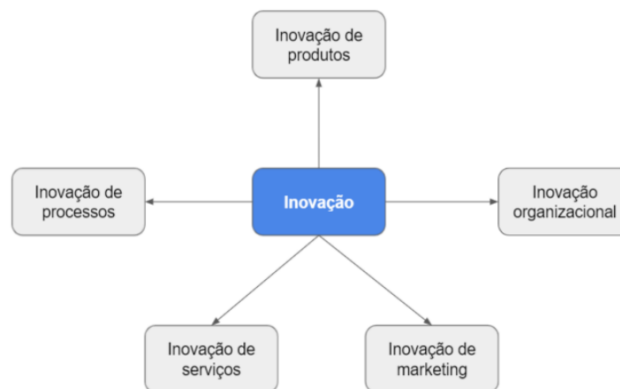 Inovação de
produtos
Inovação de
processos
Inovação
Inovação
organizacional
Inovação de
serviços
Inovação de
marketing